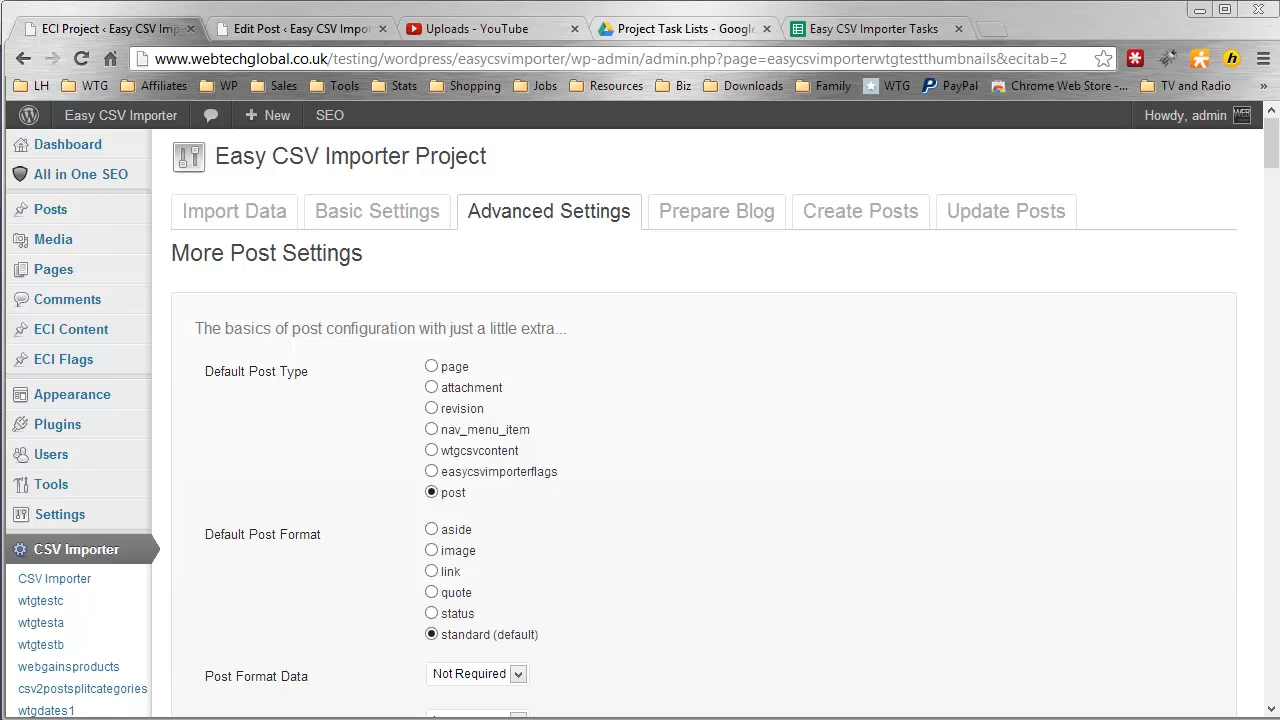 ECI Project - Easy CSV Imp
Edit Post ‹ Easy CSV Impo
Uploads - YouTube
Project Task Lists - Google
Easy CSV Importer Tasks
www.webtechglobal.co.uk/testing/wordpress/easycsvimporter/wp-admin/admin.php?page=easycsvimporterwtgtestthumbnails&ecitab=2
LH
WTG
Affiliates
WP
Sales
Tools
Stats
Shopping
Jobs
Resources
Biz
Downloads
Family
WTG
PayPal
Chrome Web Store -...
TV and Radio
»
Easy CSV Importer
New
SEO
Howdy, admin
Dashboard
All in One SEO
Posts
Media
Pages
Comments
ECI Content
ECI Flags
Appearance
Plugins
Users
Tools
Settings
CSV Importer
CSV Importer
wtgtestc
wtgtesta
wtgtestb
webgainsproducts
csv2postsplitcategories
wtgdates1
Easy CSV Importer Project
Import Data
Basic Settings
Advanced Settings
Prepare Blog
Create Posts
Update Posts
More Post Settings
The basics of post configuration with just a little extra...
Default Post Type
page
attachment
revision
nav_menu_item
wtgcsvcontent
easycsvimporterflags
post
Default Post Format
aside
image
link
quote
status
standard (default)
Post Format Data
Not Required